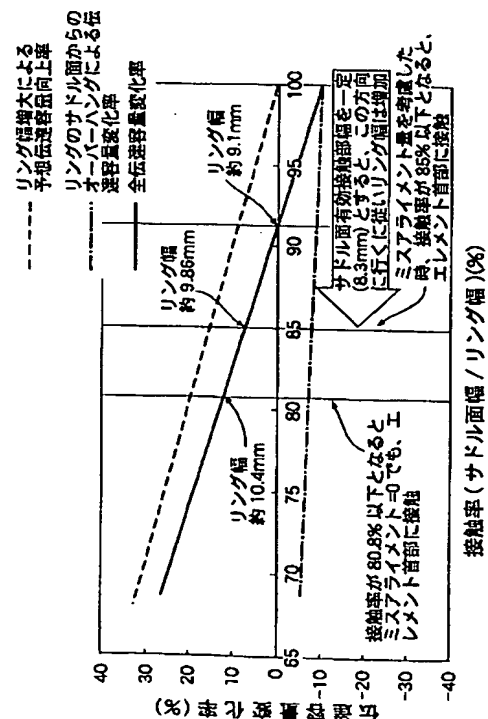 リング幅増大による
予想伝達容量向上率
リングのサドル面からの
オーバーハングによる伝
達容量変化率
全伝達容量変化率
リング幅
約 9.1mm
リング幅
約 9.86mm
リング幅
約 10.4mm
サドル面有効接触部幅を一定
(8.3mm) とすると、この方向
に行くに従いリング幅は増加
ミスアライメント量を考慮した
時、接触率が 85% 以下となると、
エレメント首部に接触
接触率が 80.8% 以下となると
ミスアライメント=0 でも、エ
レメント首部に接触
40
30
20
10
0
-10
-20
-30
-40
65
70
75
80
85
90
95
100
変化率 (%)
接触率 ( サドル面幅 / リング幅 )(%)